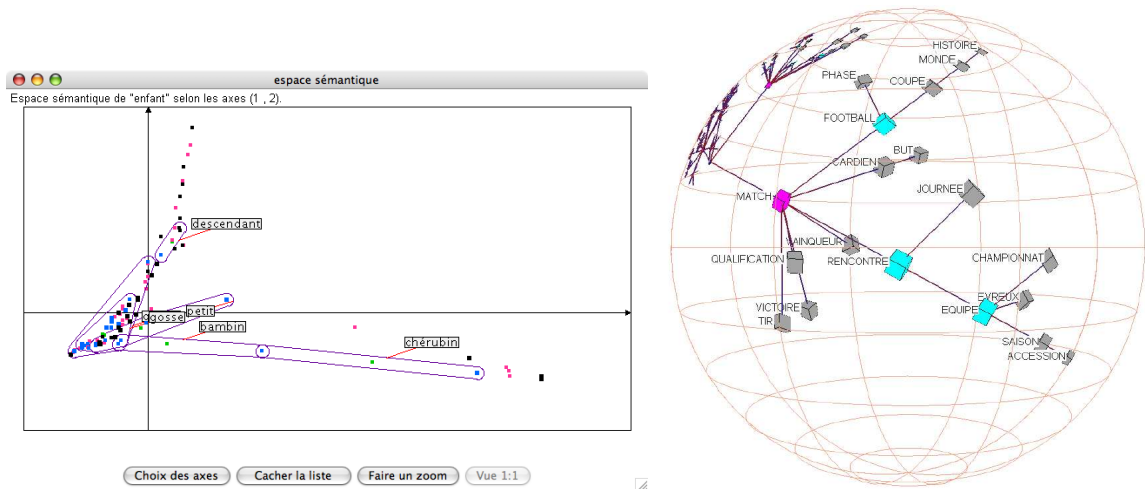 espace sémantique
Espace sémantique de "enfant" selon les axes (1 , 2).
descendant
petit
gosse
bambin
chérubin
Choix des axes
Cacher la liste
Faire un zoom
Vue 1:1
HISTOIRE
MONDE
PHASE
COUPE
FOOTBALL
BUT
CARDIEN
JOURNEE
MATCH
VAINQUEUR
QUALIFICATION
RENCONTRE
CHAMPIONNAT
EVREUX
VICTOIRE
EQUIPE
TIR
SAISON
ACCESSION